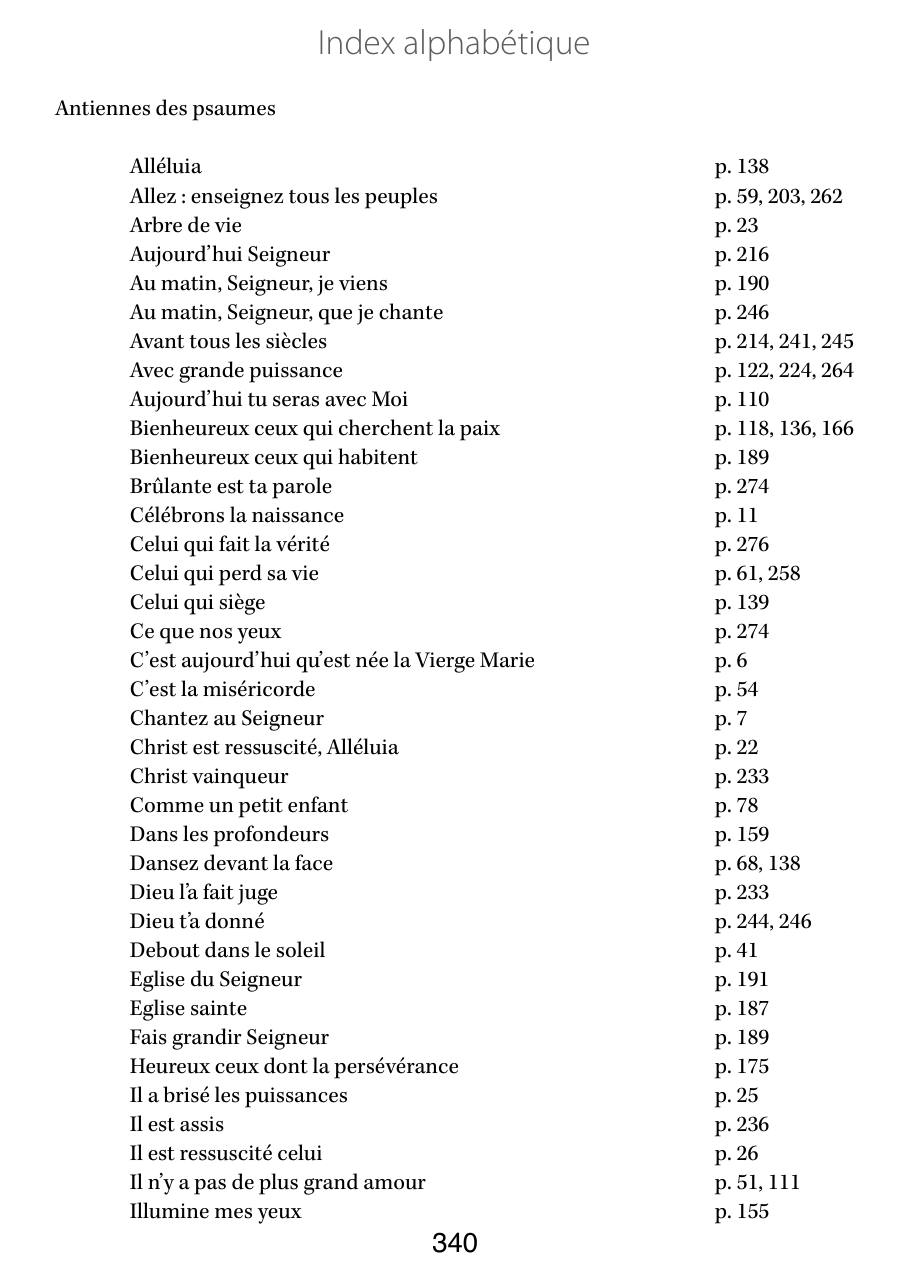 Index alphabétique
Antiennes des psaumes
Alléluia p. 138
Allez : enseignez tous les peuples p. 59, 203, 262
Arbre de vie p. 23
Aujourd’hui Seigneur p. 216
Au matin, Seigneur, je viens p. 190
Au matin, Seigneur, que je chante p. 246
Avant tous les siècles p. 214, 241, 245
Avec grande puissance p. 122, 224, 264
Aujourd’hui tu seras avec Moi p. 110
Bienheureux ceux qui cherchent la paix p. 118, 136, 166
Bienheureux ceux qui habitent p. 189
Brûlante est ta parole p. 274
Célébrons la naissance p. 11
Celui qui fait la vérité p. 276
Celui qui perd sa vie p. 61, 258
Celui qui siège p. 139
Ce que nos yeux p. 274
C’est aujourd’hui qu’est née la Vierge Marie p. 6
C’est la miséricorde p. 54
Chantez au Seigneur p. 7
Christ est ressuscité, Alléluia p. 22
Christ vainqueur p. 233
Comme un petit enfant p. 78
Dans les profondeurs p. 159
Dansez devant la face p. 68, 138
Dieu l’a fait juge p. 233
Dieu t’a donné p. 244, 246
Debout dans le soleil p. 41
Eglise du Seigneur p. 191
Eglise sainte p. 187
Fais grandir Seigneur p. 189
Heureux ceux dont la persévérance p. 175
Il a brisé les puissances p. 25
Il est assis p. 236
Il est ressuscité celui p. 26
Il n’y a pas de plus grand amour p. 51, 111
Illumine mes yeux p. 155
340